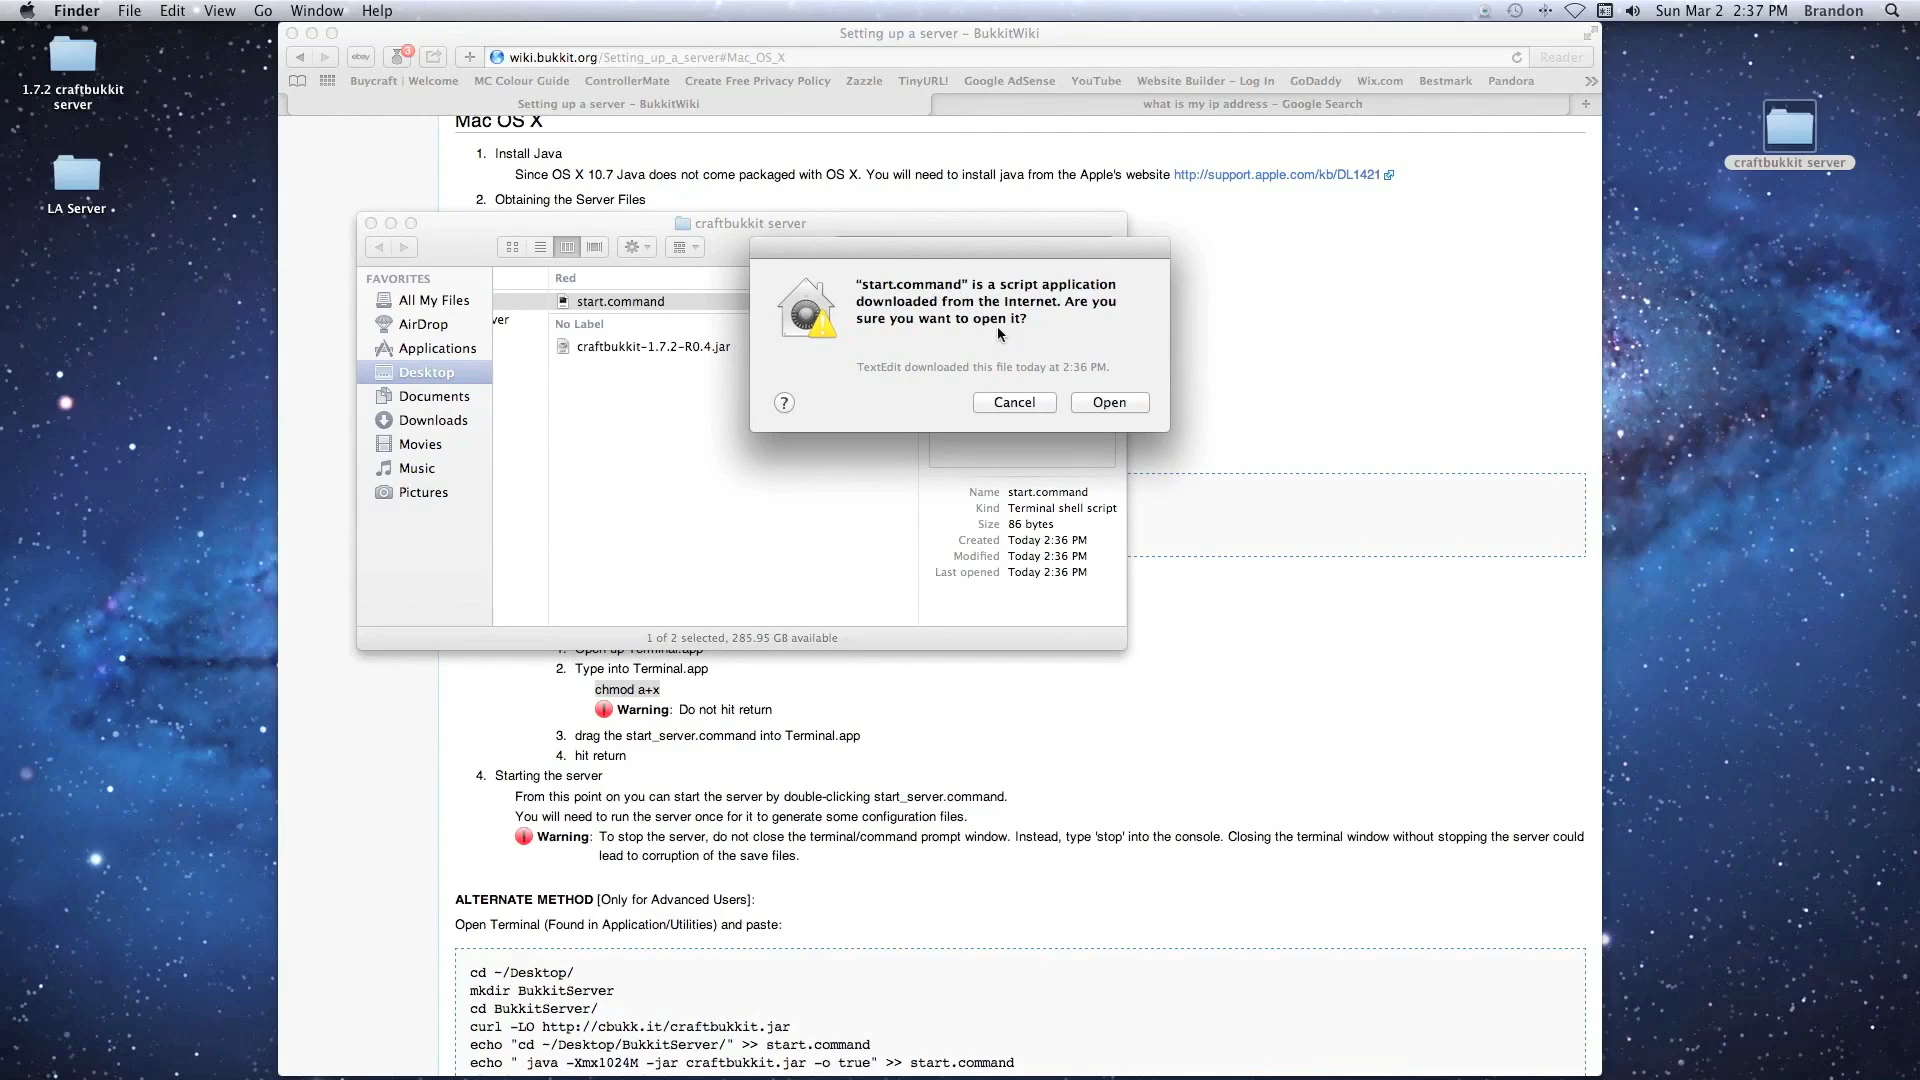 Finder File Edit View Go Window Help
Sun Mar 2 2:37 PM Brandon
Setting up a server – BukkitWiki
ebay 3 wiki.bukkit.org/Setting_up_a_server#Mac_OS_X Reader
Buycraft | Welcome MC Colour Guide ControllerMate Create Free Privacy Policy Zazzle TinyURL! Google AdSense YouTube Website Builder – Log In GoDaddy Wix.com Bestmark Pandora
Setting up a server – BukkitWiki
what is my ip address – Google Search
1.7.2 craftbukkit
server
LA Server
craftbukkit server
Mac OS X
1. Install Java
Since OS X 10.7 Java does not come packaged with OS X. You will need to install java from the Apple's website http://support.apple.com/kb/DL1421
2. Obtaining the Server Files
craftbukkit server
FAVORITES
All My Files
AirDrop
Applications
Desktop
Documents
Downloads
Movies
Music
Pictures
ver
Red
start.command
No Label
craftbukkit-1.7.2-R0.4.jar
“start.command” is a script application
downloaded from the Internet. Are you
sure you want to open it?
TextEdit downloaded this file today at 2:36 PM.
? Cancel Open
Name start.command
Kind Terminal shell script
Size 86 bytes
Created Today 2:36 PM
Modified Today 2:36 PM
Last opened Today 2:36 PM
1 of 2 selected, 285.95 GB available
1. Open up Terminal.app
2. Type into Terminal.app
chmod a+x
Warning: Do not hit return
3. drag the start_server.command into Terminal.app
4. hit return
4. Starting the server
From this point on you can start the server by double-clicking start_server.command.
You will need to run the server once for it to generate some configuration files.
Warning: To stop the server, do not close the terminal/command prompt window. Instead, type 'stop' into the console. Closing the terminal window without stopping the server could
lead to corruption of the save files.
ALTERNATE METHOD [Only for Advanced Users]:
Open Terminal (Found in Application/Utilities) and paste:
cd ~/Desktop/
mkdir BukkitServer
cd BukkitServer/
curl -LO http://cbukk.it/craftbukkit.jar
echo "cd ~/Desktop/BukkitServer/" >> start.command
echo " java -Xmx1024M -jar craftbukkit.jar -o true" >> start.command